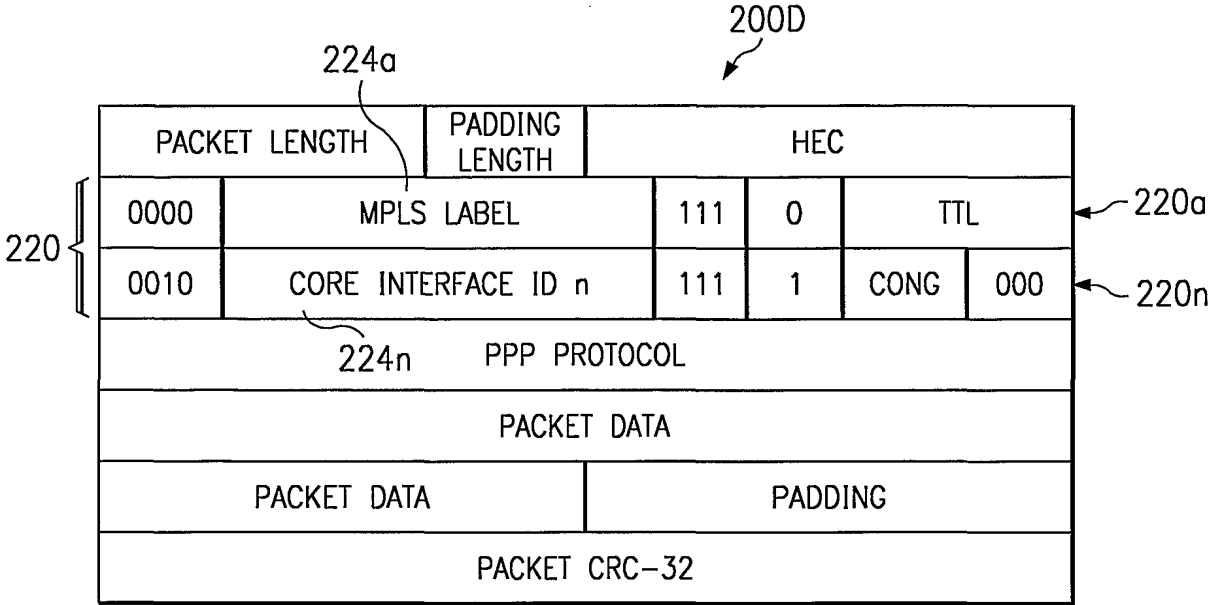 200D
224a
PACKET LENGTH
PADDING
LENGTH
HEC
0000
MPLS LABEL
111
0
TTL
220a
220
0010
CORE INTERFACE ID n
111
1
CONG
000
220n
224n
PPP PROTOCOL
PACKET DATA
PACKET DATA
PADDING
PACKET CRC-32